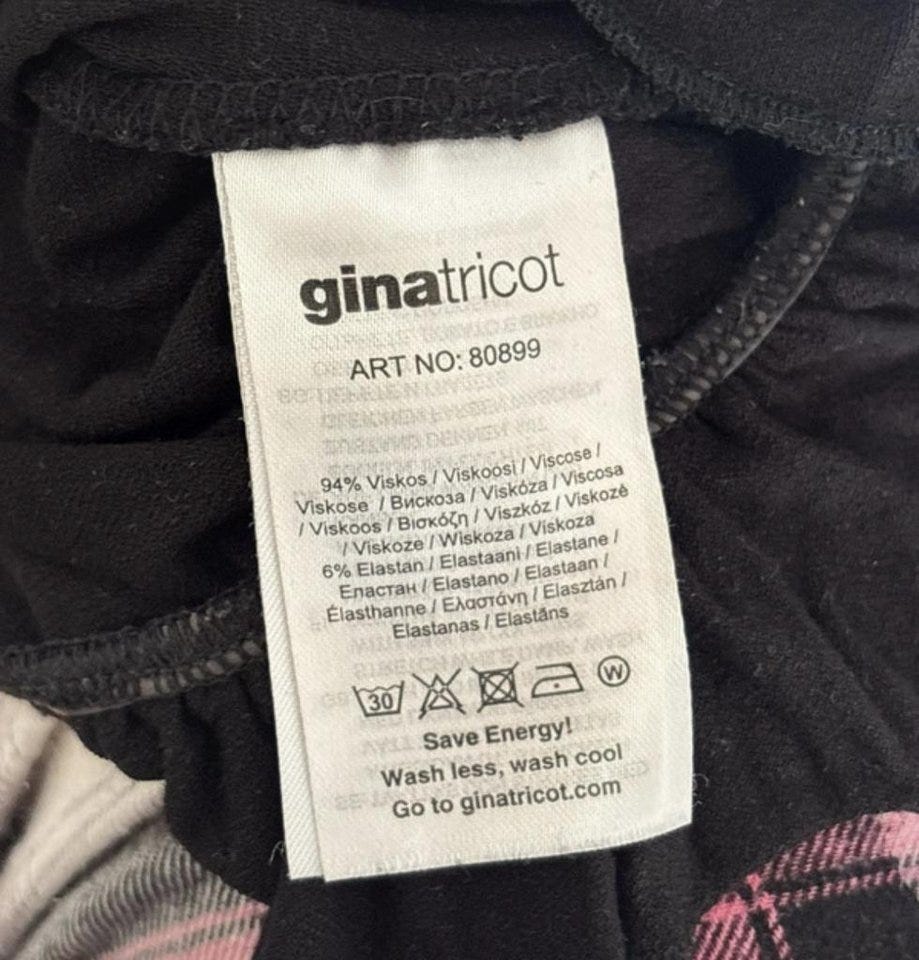 ginatricot
ART NO: 80899
94% Viskos / Viskoosi / Viscose /
Viskose / Вискоза / Viskóza / Viscosa
/ Viskoos / Βισκόζη / Viszkóz / Viskozė
/ Viskoze / Wiskoza / Viskoza
6% Elastan / Elastaani / Elastane /
Еластан / Elastano / Elastaan /
Élasthanne / Ελαστάνη / Elasztán /
Elastanas / Elastāns
30 W
Save Energy!
Wash less, wash cool
Go to ginatricot.com